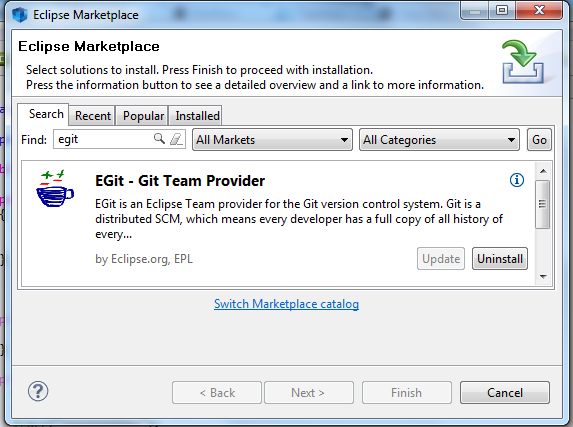 Eclipse Marketplace
Eclipse Marketplace
Select solutions to install. Press Finish to proceed with installation.
Press the information button to see a detailed overview and a link to more information.
Search Recent Popular Installed
Find: egit All Markets All Categories Go
EGit - Git Team Provider
EGit is an Eclipse Team provider for the Git version control system. Git is a
distributed SCM, which means every developer has a full copy of all history of
every...
by Eclipse.org, EPL Update Uninstall
Switch Marketplace catalog
? < Back Next > Finish Cancel